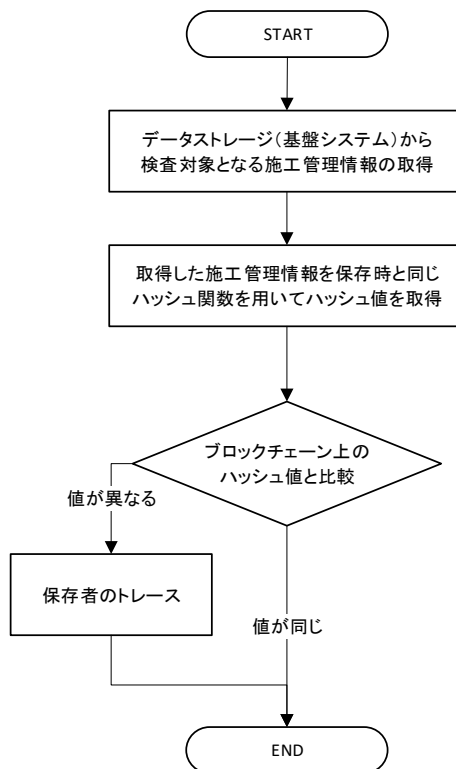 START
データストレージ（基盤システム）から
検査対象となる施工管理情報の取得
取得した施工管理情報を保存時と同じ
ハッシュ関数を用いてハッシュ値を取得
ブロックチェーン上の
ハッシュ値と比較
値が異なる
保存者のトレース
値が同じ
END